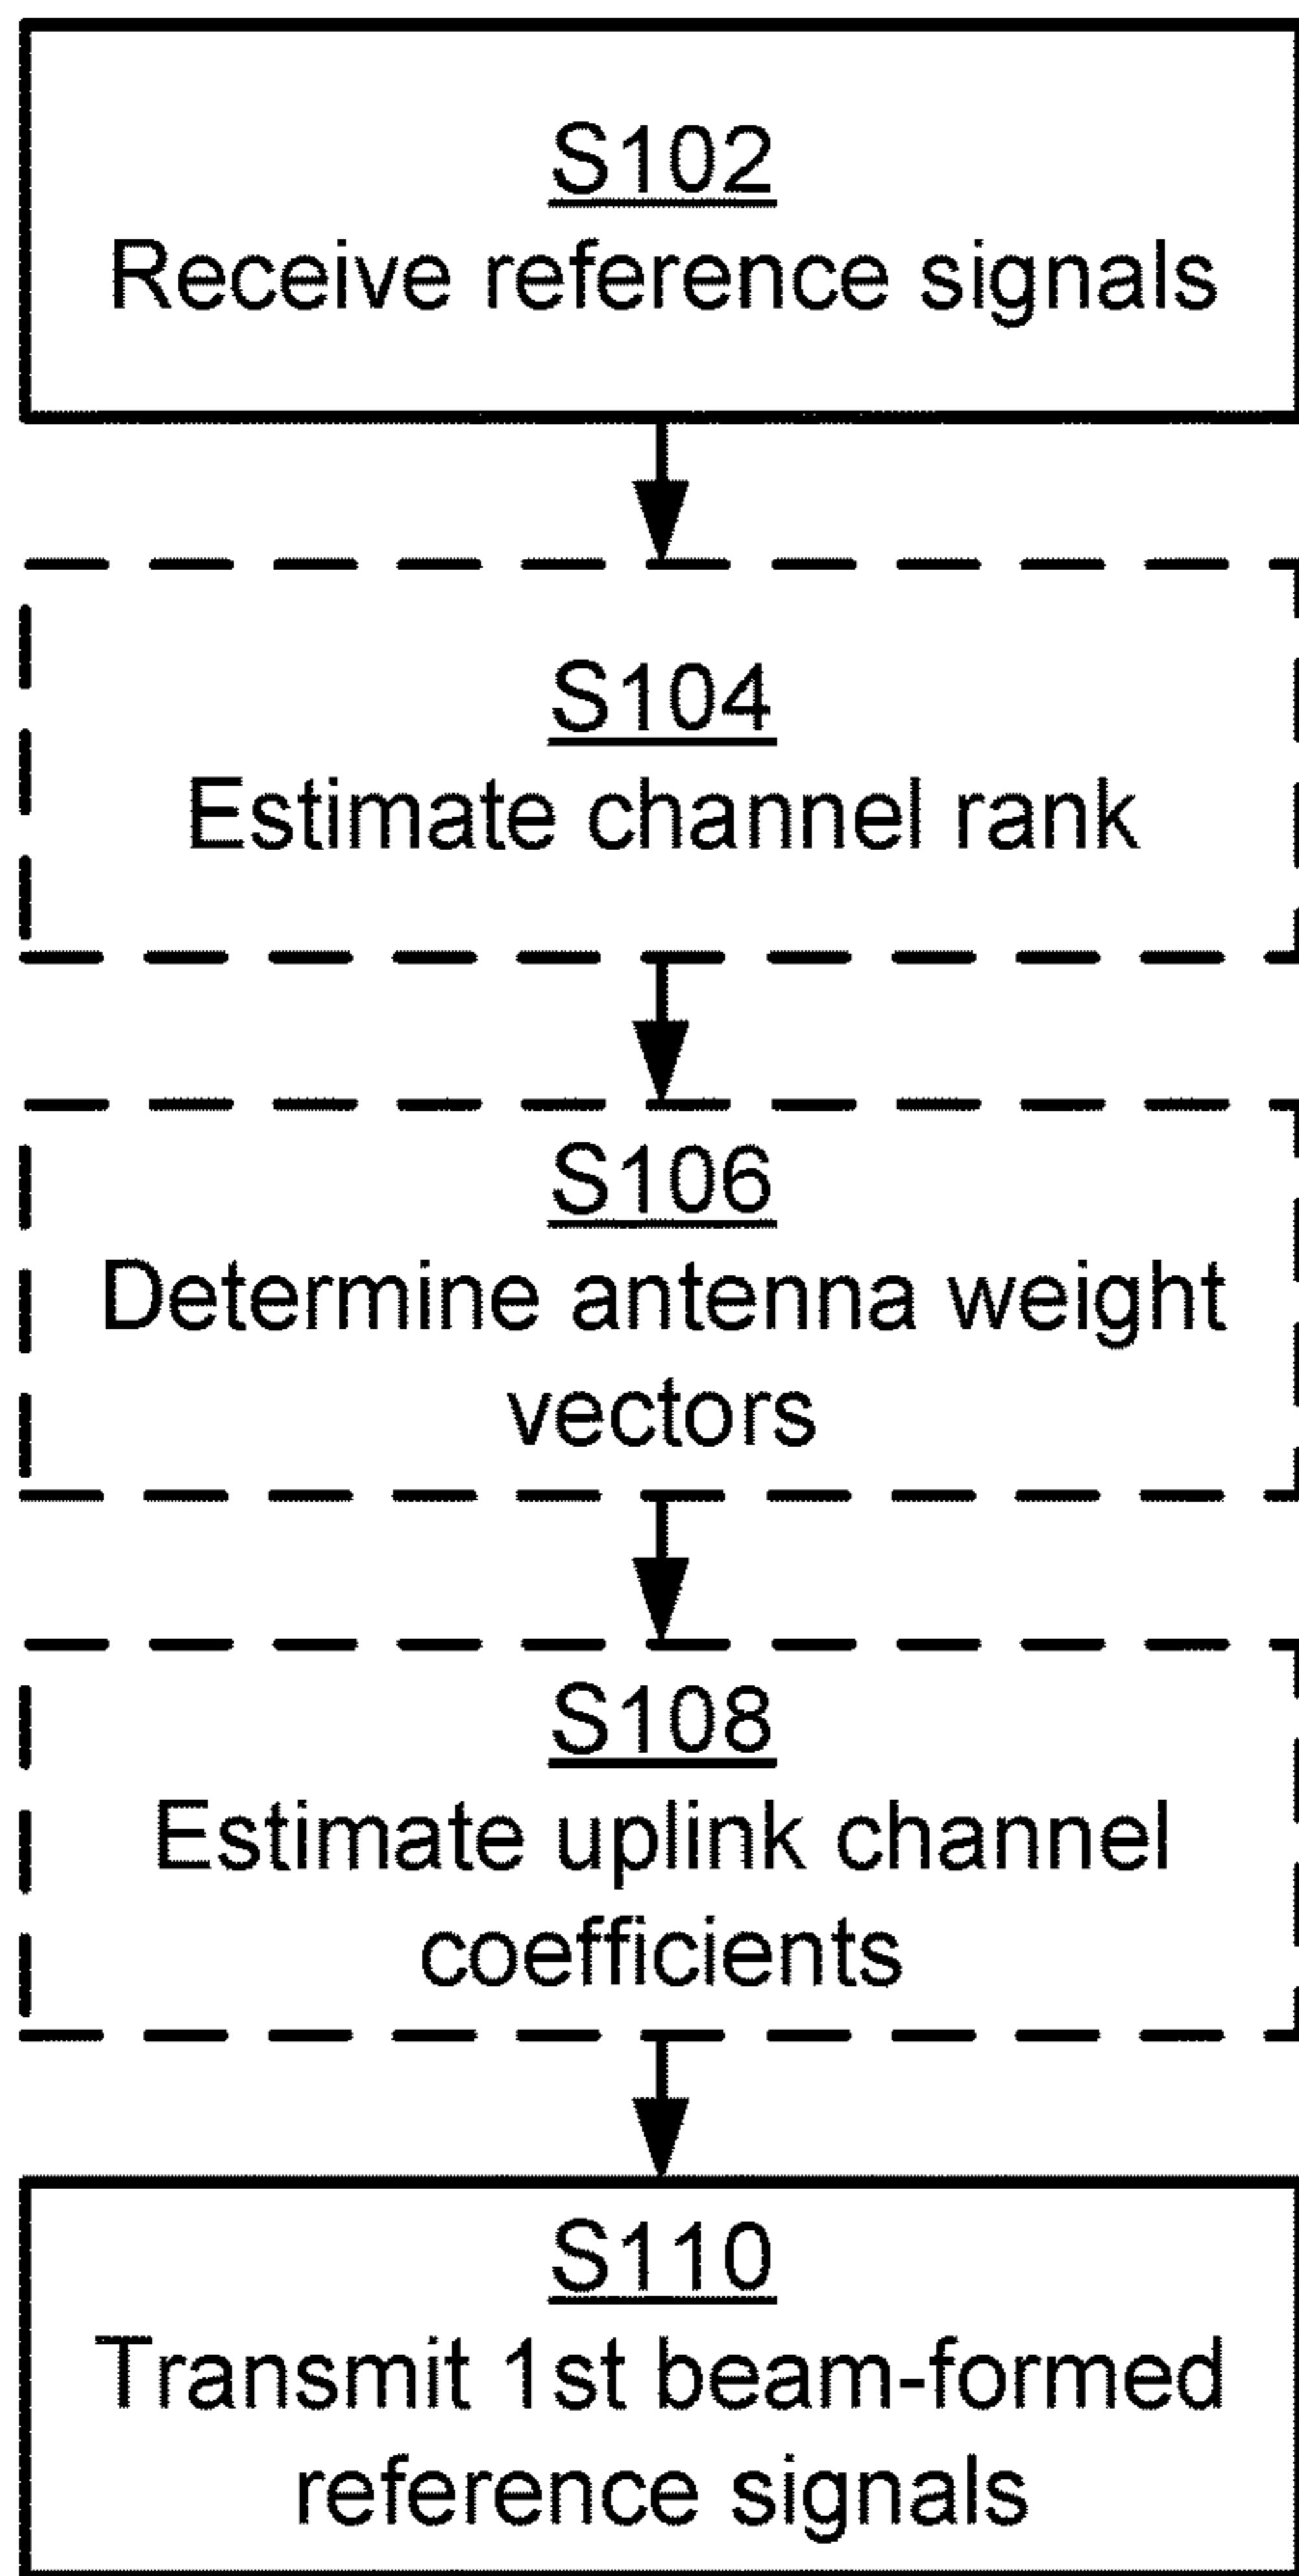 S102
Receive reference signals
S104
Estimate channel rank
S106
Determine antenna weight
vectors
S108
Estimate uplink channel
coefficients
S110
Transmit 1st beam-formed
reference signals